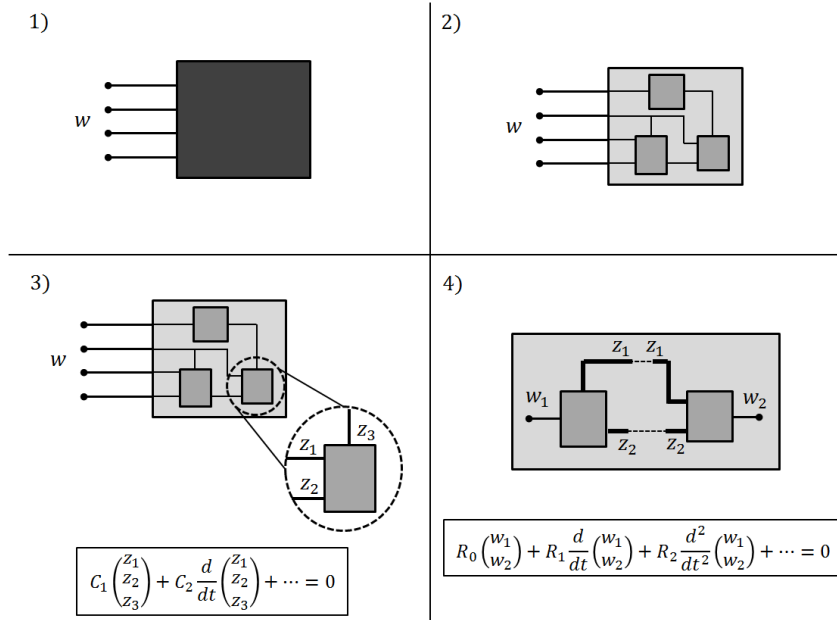 1)
w
2)
w
3)
w
z₃
z₁
z₂
C₁(z₁ z₂ z₃) + C₂ d/dt (z₁ z₂ z₃) + ⋯ = 0
4)
z₁ z₁
w₁ w₂
z₂ z₂
R₀(w₁ w₂) + R₁ d/dt (w₁ w₂) + R₂ d²/dt² (w₁ w₂) + ⋯ = 0